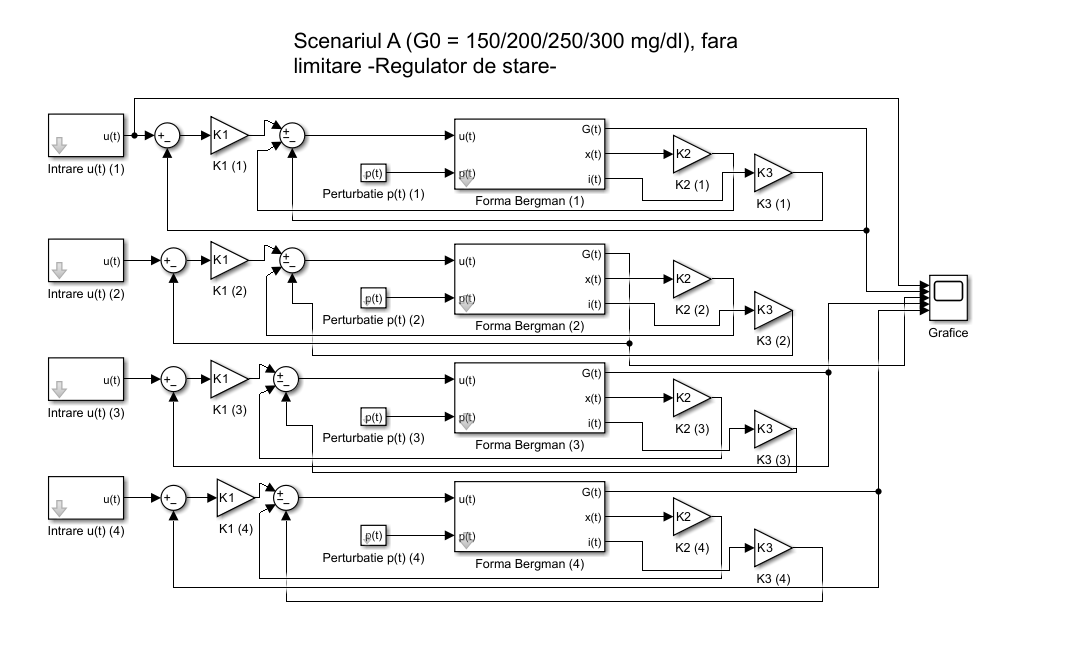 Scenariul A (G0 = 150/200/250/300 mg/dl), fara
limitare -Regulator de stare-
u(t)
Intrare u(t) (1)
K1
K1 (1)
p(t)
Perturbatie p(t) (1)
u(t)
p(t)
G(t)
x(t)
i(t)
Forma Bergman (1)
K2
K2 (1)
K3
K3 (1)
u(t)
Intrare u(t) (2)
K1
K1 (2)
p(t)
Perturbatie p(t) (2)
u(t)
p(t)
G(t)
x(t)
i(t)
Forma Bergman (2)
K2
K2 (2)
K3
K3 (2)
Grafice
u(t)
Intrare u(t) (3)
K1
K1 (3)
p(t)
Perturbatie p(t) (3)
u(t)
p(t)
G(t)
x(t)
i(t)
Forma Bergman (3)
K2
K2 (3)
K3
K3 (3)
u(t)
Intrare u(t) (4)
K1
K1 (4)
p(t)
Perturbatie p(t) (4)
u(t)
p(t)
G(t)
x(t)
i(t)
Forma Bergman (4)
K2
K2 (4)
K3
K3 (4)